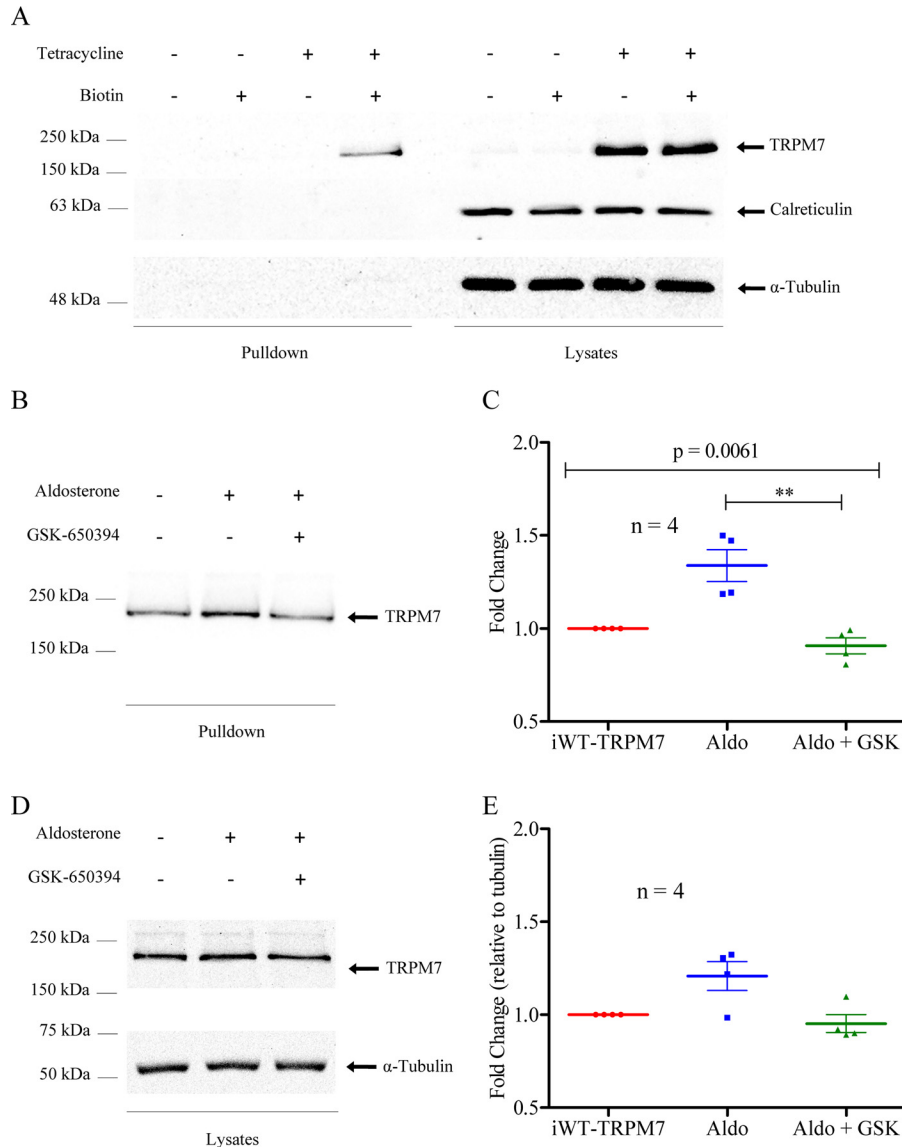 A
Tetracycline - - + + - - + +
Biotin - + - + - + - +
250 kDa
TRPM7
150 kDa
63 kDa
Calreticulin
α-Tubulin
48 kDa
Pulldown Lysates
B
Aldosterone - + +
GSK-650394 - - +
250 kDa
TRPM7
150 kDa
Pulldown
C
2.0
p = 0.0061
**
n = 4
1.5
Fold Change
1.0
0.5
iWT-TRPM7 Aldo Aldo + GSK
D
Aldosterone - + +
GSK-650394 - - +
250 kDa
TRPM7
150 kDa
75 kDa
α-Tubulin
50 kDa
Lysates
E
2.0
n = 4
1.5
Fold Change (relative to tubulin)
1.0
0.5
iWT-TRPM7 Aldo Aldo + GSK